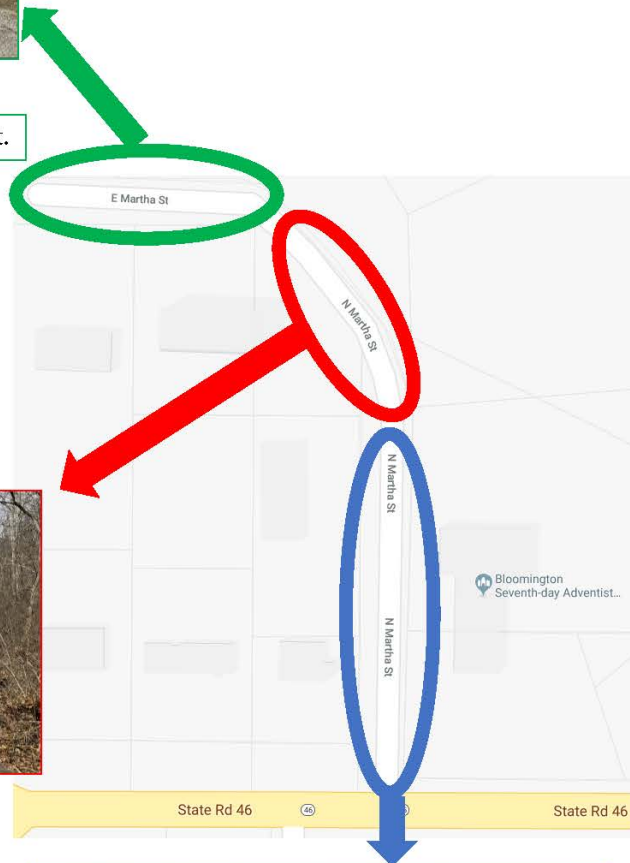 t.
E Martha St
N Martha St
N Martha St
Bloomington
Seventh-day Adventist...
N Martha St
State Rd 46
46
State Rd 46